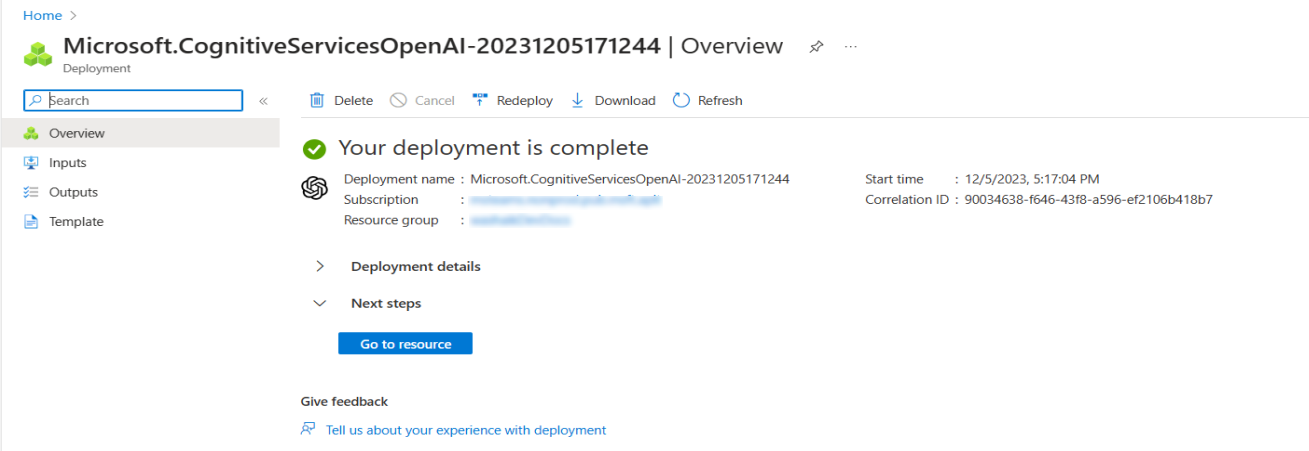 Home >
Microsoft.CognitiveServicesOpenAI-20231205171244 | Overview ...
Deployment
Search «
Delete Cancel Redeploy Download Refresh
Overview
Inputs
Outputs
Template
Your deployment is complete
Deployment name : Microsoft.CognitiveServicesOpenAI-20231205171244 Start time : 12/5/2023, 5:17:04 PM
Subscription : Correlation ID : 90034638-f646-43f8-a596-ef2106b418b7
Resource group :
Deployment details
Next steps
Go to resource
Give feedback
Tell us about your experience with deployment